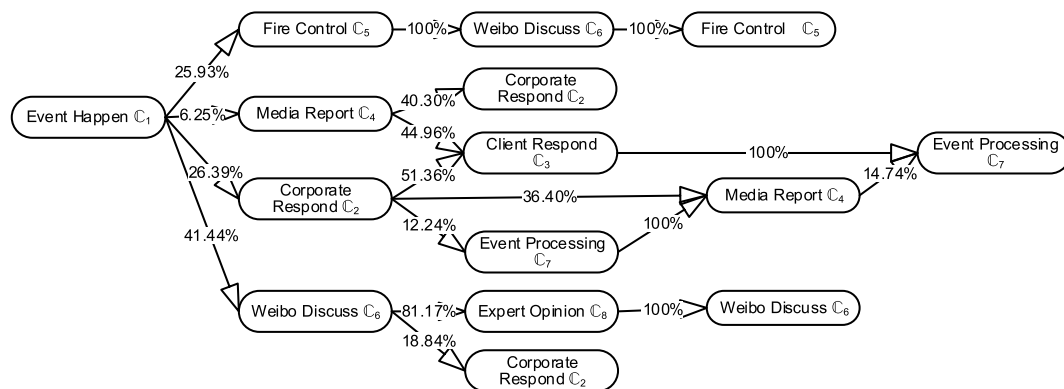 Fire Control ℂ₅
100%
Weibo Discuss ℂ₆
100%
Fire Control ℂ₅
25.93%
Event Happen ℂ₁
6.25%
Media Report ℂ₄
40.30%
Corporate
Respond ℂ₂
44.96%
Client Respond
ℂ₃
100%
Event Processing
ℂ₇
26.39%
Corporate
Respond ℂ₂
51.36%
36.40%
Media Report ℂ₄
14.74%
12.24%
Event Processing
ℂ₇
100%
41.44%
Weibo Discuss ℂ₆
81.17%
Expert Opinion ℂ₈
100%
Weibo Discuss ℂ₆
18.84%
Corporate
Respond ℂ₂